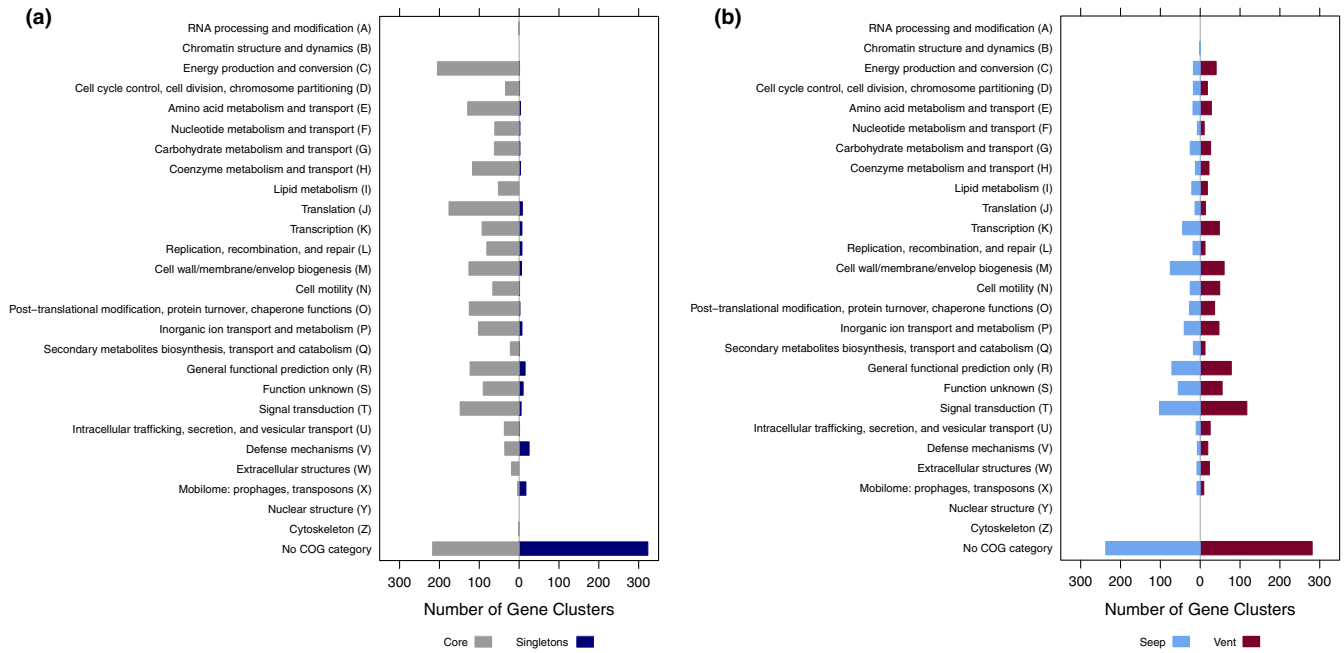 (a)
RNA processing and modification (A)
Chromatin structure and dynamics (B)
Energy production and conversion (C)
Cell cycle control, cell division, chromosome partitioning (D)
Amino acid metabolism and transport (E)
Nucleotide metabolism and transport (F)
Carbohydrate metabolism and transport (G)
Coenzyme metabolism and transport (H)
Lipid metabolism (I)
Translation (J)
Transcription (K)
Replication, recombination, and repair (L)
Cell wall/membrane/envelop biogenesis (M)
Cell motility (N)
Post−translational modification, protein turnover, chaperone functions (O)
Inorganic ion transport and metabolism (P)
Secondary metabolites biosynthesis, transport and catabolism (Q)
General functional prediction only (R)
Function unknown (S)
Signal transduction (T)
Intracellular trafficking, secretion, and vesicular transport (U)
Defense mechanisms (V)
Extracellular structures (W)
Mobilome: prophages, transposons (X)
Nuclear structure (Y)
Cytoskeleton (Z)
No COG category
300 200 100 0 100 200 300
Number of Gene Clusters
Core Singletons
(b)
RNA processing and modification (A)
Chromatin structure and dynamics (B)
Energy production and conversion (C)
Cell cycle control, cell division, chromosome partitioning (D)
Amino acid metabolism and transport (E)
Nucleotide metabolism and transport (F)
Carbohydrate metabolism and transport (G)
Coenzyme metabolism and transport (H)
Lipid metabolism (I)
Translation (J)
Transcription (K)
Replication, recombination, and repair (L)
Cell wall/membrane/envelop biogenesis (M)
Cell motility (N)
Post−translational modification, protein turnover, chaperone functions (O)
Inorganic ion transport and metabolism (P)
Secondary metabolites biosynthesis, transport and catabolism (Q)
General functional prediction only (R)
Function unknown (S)
Signal transduction (T)
Intracellular trafficking, secretion, and vesicular transport (U)
Defense mechanisms (V)
Extracellular structures (W)
Mobilome: prophages, transposons (X)
Nuclear structure (Y)
Cytoskeleton (Z)
No COG category
300 200 100 0 100 200 300
Number of Gene Clusters
Seep Vent